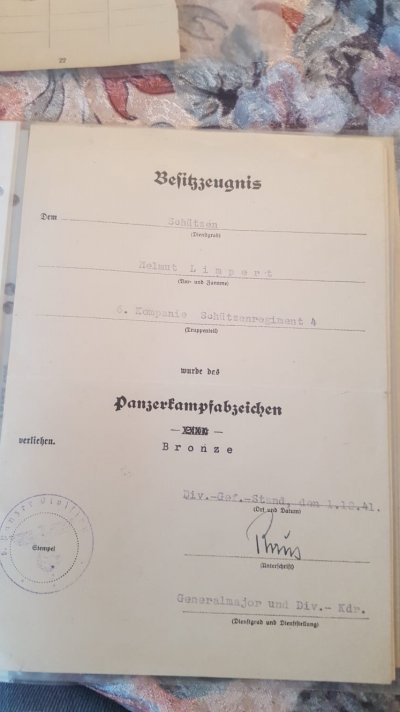 27
Besitzzeugnis
Dem Schützen
(Dienstgrad)
Helmut Limpert
(Vor- und Zuname)
6. Kompanie Schützenregiment 4
(Truppenteil)
wurde das
Panzerkampfabzeichen
Bronze
verliehen.
Div.-Gef.-Stand, den 1.12.41.
(Ort und Datum)
Stempel
(Unterschrift)
Generalmajor und Div.- Kdr.
(Dienstgrad und Dienststellung)